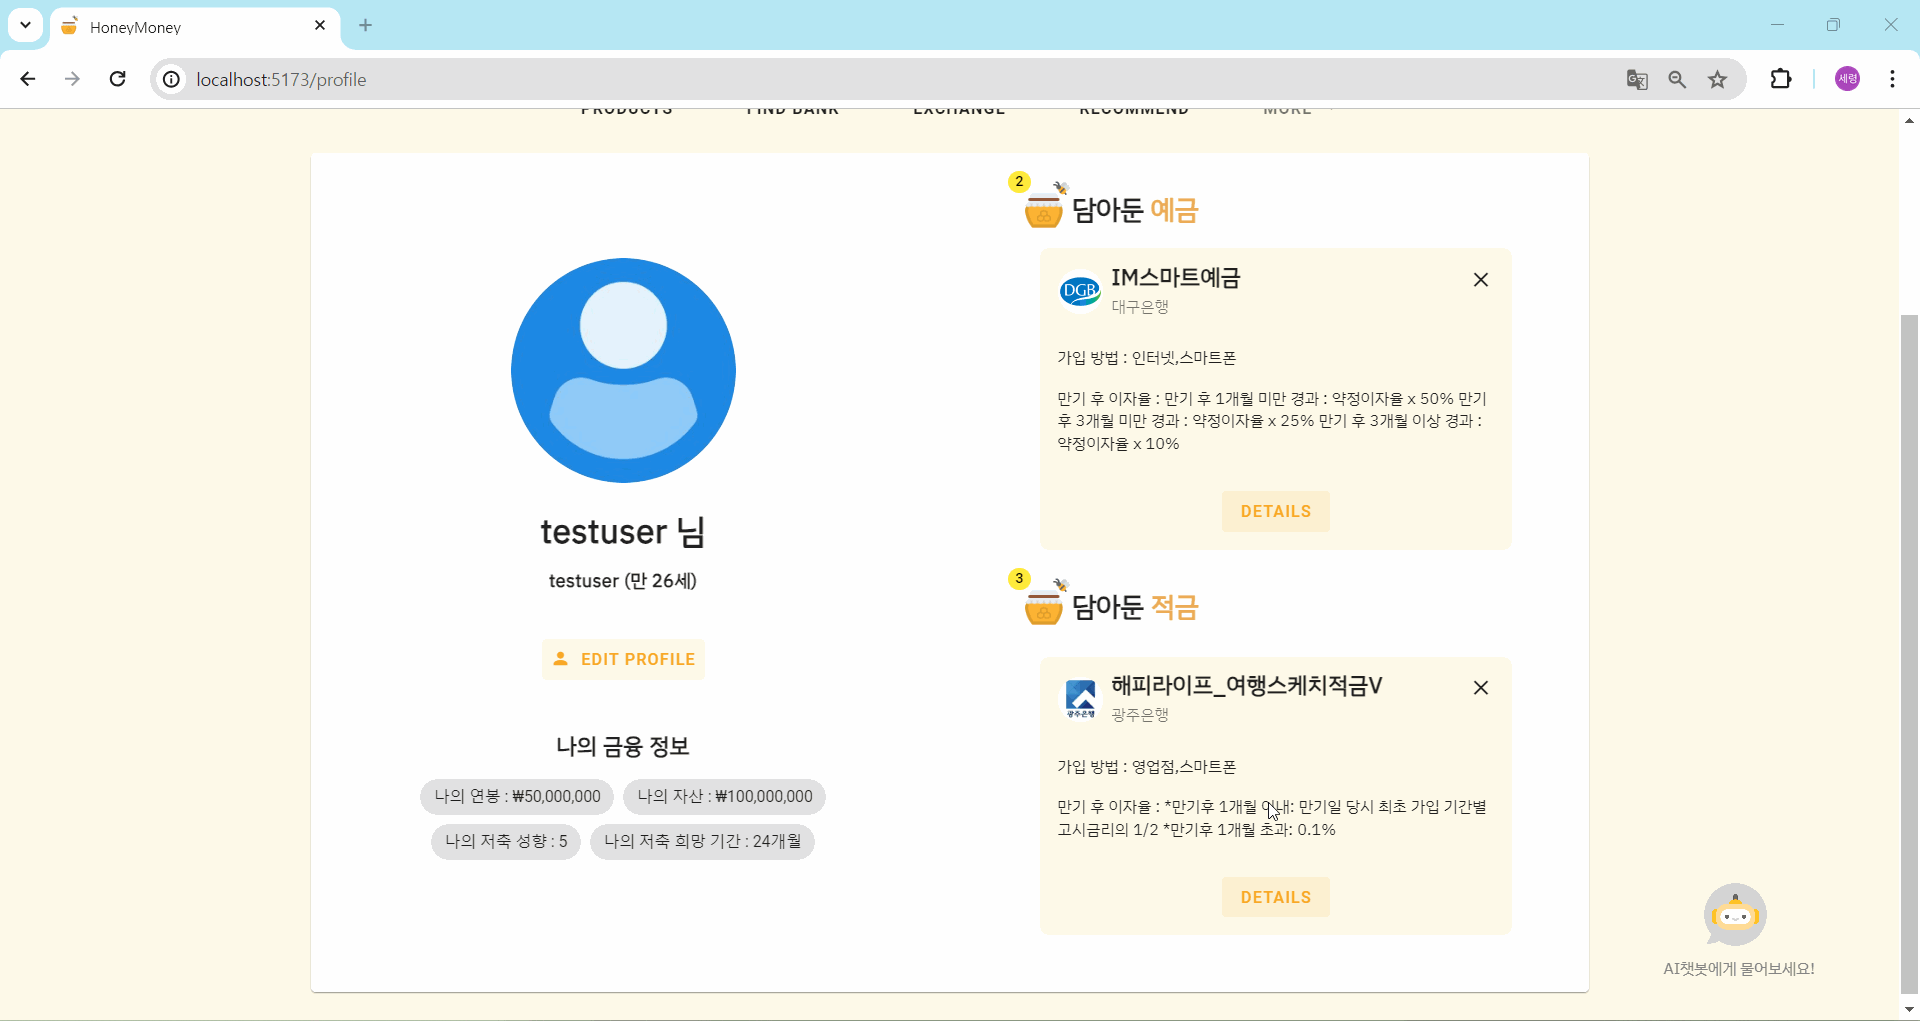 HoneyMoney
localhost:5173/profile
세령
PRODUCTS FIND BANK EXCHANGE RECOMMEND MORE
2
담아둔 예금
DGB
IM스마트예금
대구은행
가입 방법 : 인터넷,스마트폰
만기 후 이자율 : 만기 후 1개월 미만 경과 : 약정이자율 x 50% 만기
후 3개월 미만 경과 : 약정이자율 x 25% 만기 후 3개월 이상 경과 :
약정이자율 x 10%
DETAILS
testuser 님
testuser (만 26세)
EDIT PROFILE
나의 금융 정보
나의 연봉 : ₩50,000,000
나의 자산 : ₩100,000,000
나의 저축 성향 : 5
나의 저축 희망 기간 : 24개월
3
담아둔 적금
광주은행
해피라이프_여행스케치적금V
광주은행
가입 방법 : 영업점,스마트폰
만기 후 이자율 : *만기후 1개월 이내: 만기일 당시 최초 가입 기간별
고시금리의 1/2 *만기후 1개월 초과: 0.1%
DETAILS
AI챗봇에게 물어보세요!